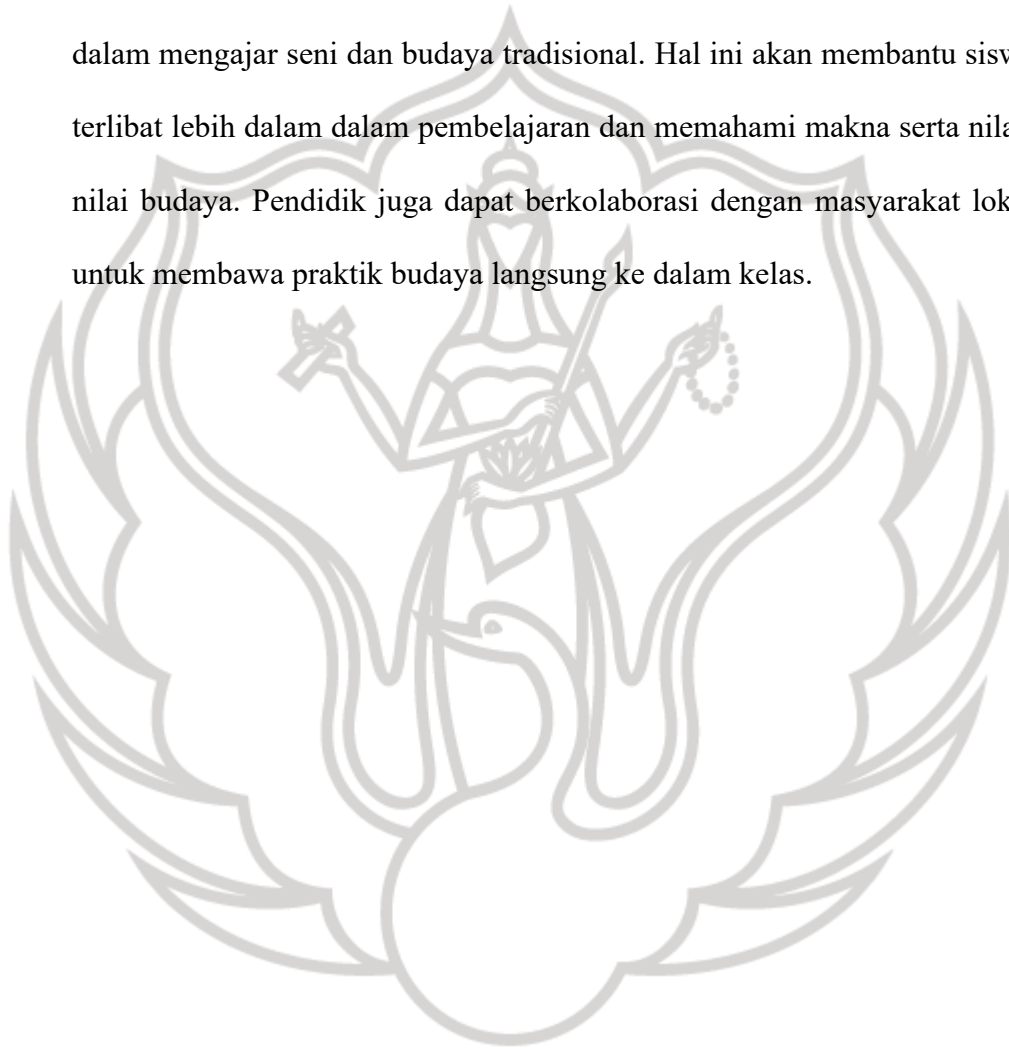 dalam mengajar seni dan budaya tradisional. Hal ini akan membantu sisw
terlibat lebih dalam dalam pembelajaran dan memahami makna serta nila
nilai budaya. Pendidik juga dapat berkolaborasi dengan masyarakat lok
untuk membawa praktik budaya langsung ke dalam kelas.